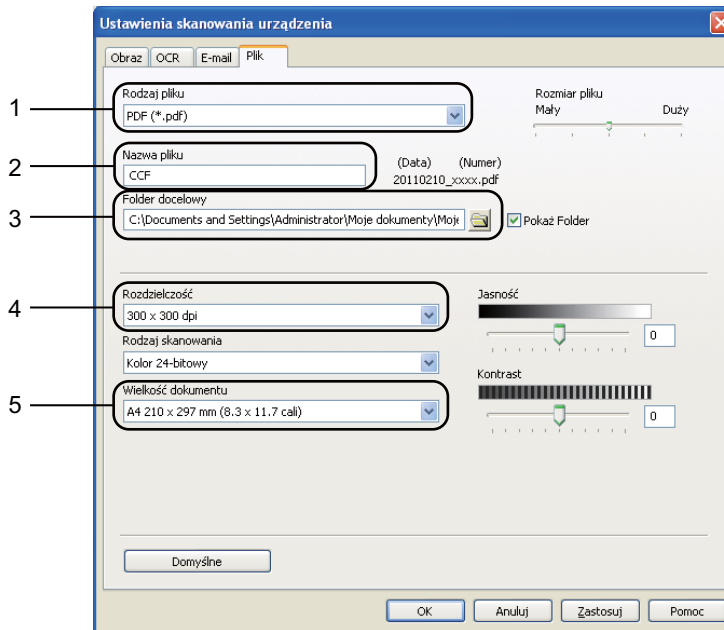 Ustawienia skanowania urządzenia
Obraz OCR E-mail Plik
1
Rodzaj pliku
PDF (*.pdf)
Rozmiar pliku
Mały Duży
2
Nazwa pliku
CCF
(Data) (Numer)
20110210_xxxx.pdf
3
Folder docelowy
C:\Documents and Settings\Administrator\Moje dokumenty\Moje
Pokaż Folder
4
Rozdzielczość
300 x 300 dpi
Jasność
0
Rodzaj skanowania
Kolor 24-bitowy
Kontrast
0
5
Wielkość dokumentu
A4 210 x 297 mm (8.3 x 11.7 cali)
Domyślne
OK Anuluj Zastosuj Pomoc